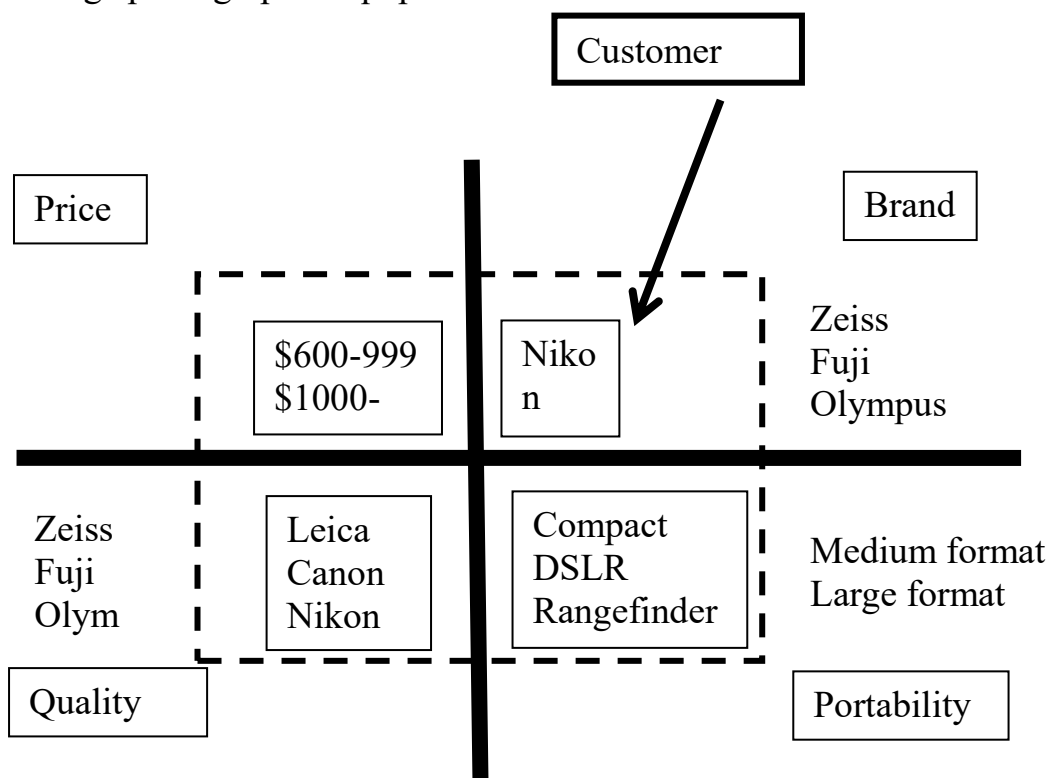 Customer
Price
Brand
$600-999
$1000-
Niko
n
Zeiss
Fuji
Olympus
Zeiss
Fuji
Olym
Leica
Canon
Nikon
Compact
DSLR
Rangefinder
Medium format
Large format
Quality
Portability